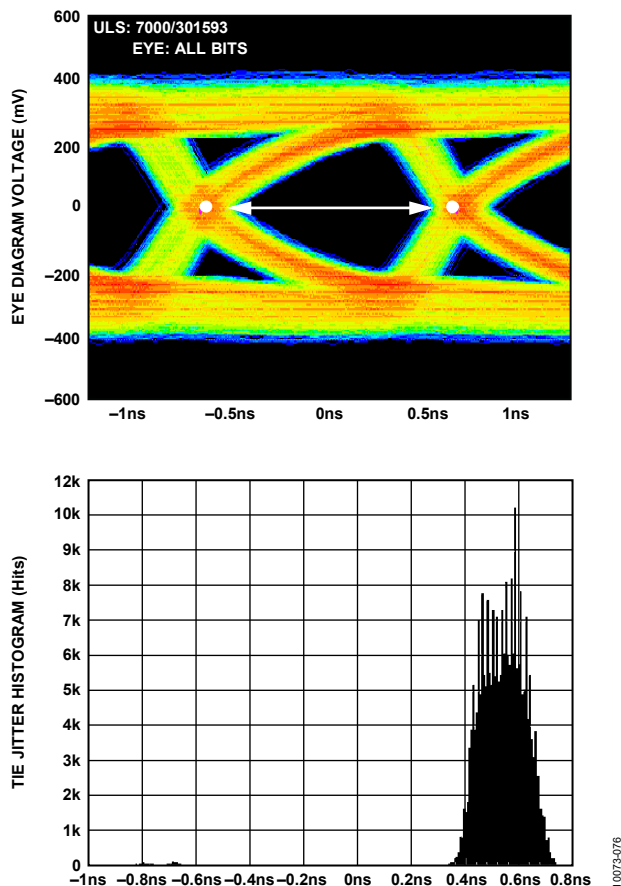 ULS: 7000/301593
EYE: ALL BITS
EYE DIAGRAM VOLTAGE (mV)
600
400
200
0
–200
–400
–600
–1ns –0.5ns 0ns 0.5ns 1ns
TIE JITTER HISTOGRAM (Hits)
12k
10k
9k
8k
7k
6k
5k
4k
3k
2k
1k
0
–1ns –0.8ns –0.6ns –0.4ns –0.2ns 0ns 0.2ns 0.4ns 0.6ns 0.8ns
10073-076